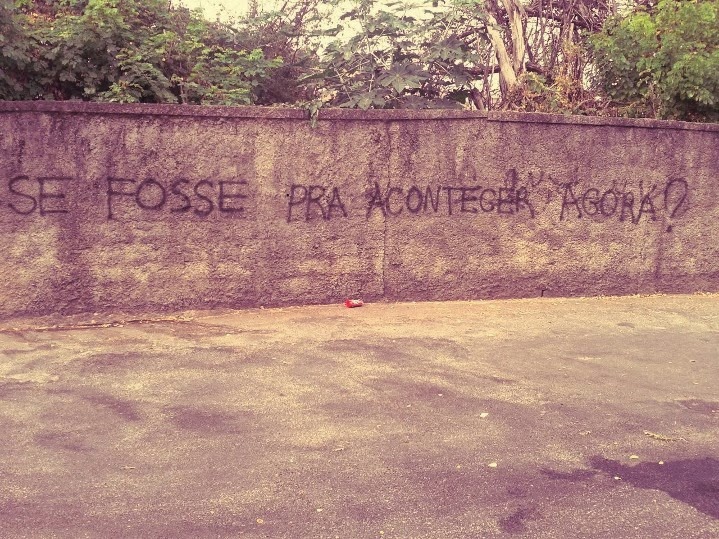 SE FOSSE PRA ACONTECER AGORA?